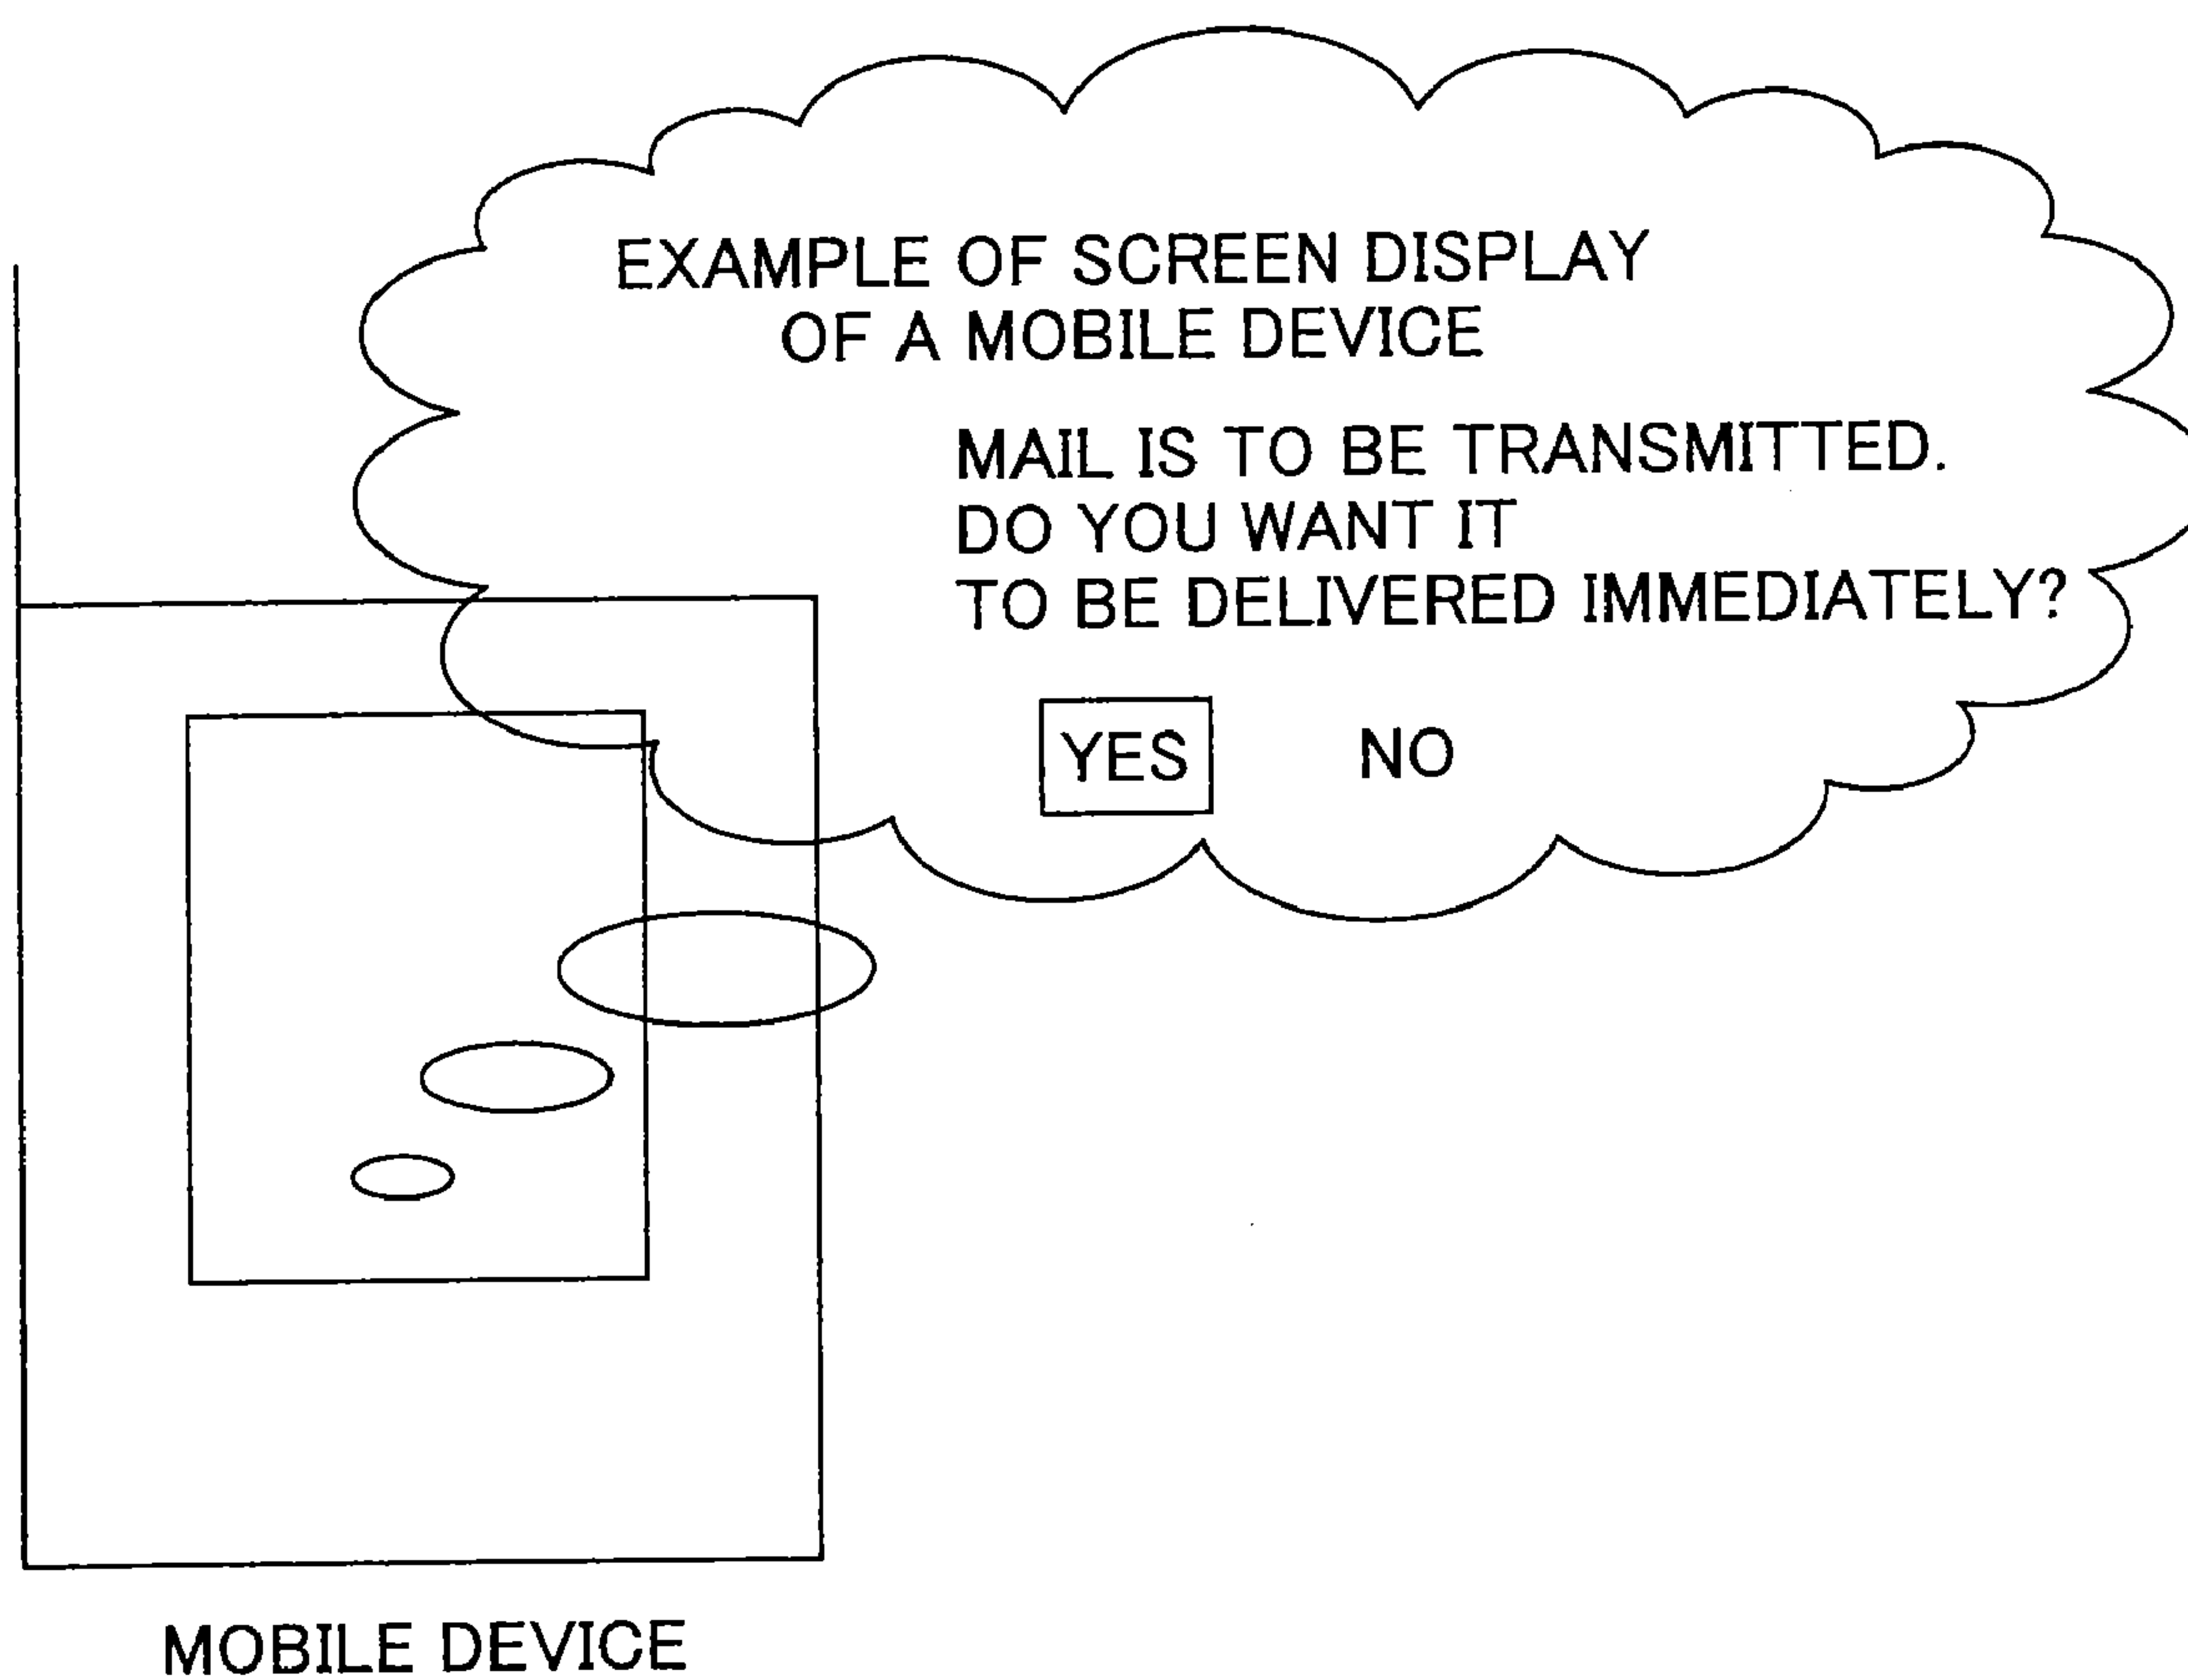 EXAMPLE OF SCREEN DISPLAY
OF A MOBILE DEVICE
MAIL IS TO BE TRANSMITTED.
DO YOU WANT IT
TO BE DELIVERED IMMEDIATELY?
YES NO
MOBILE DEVICE